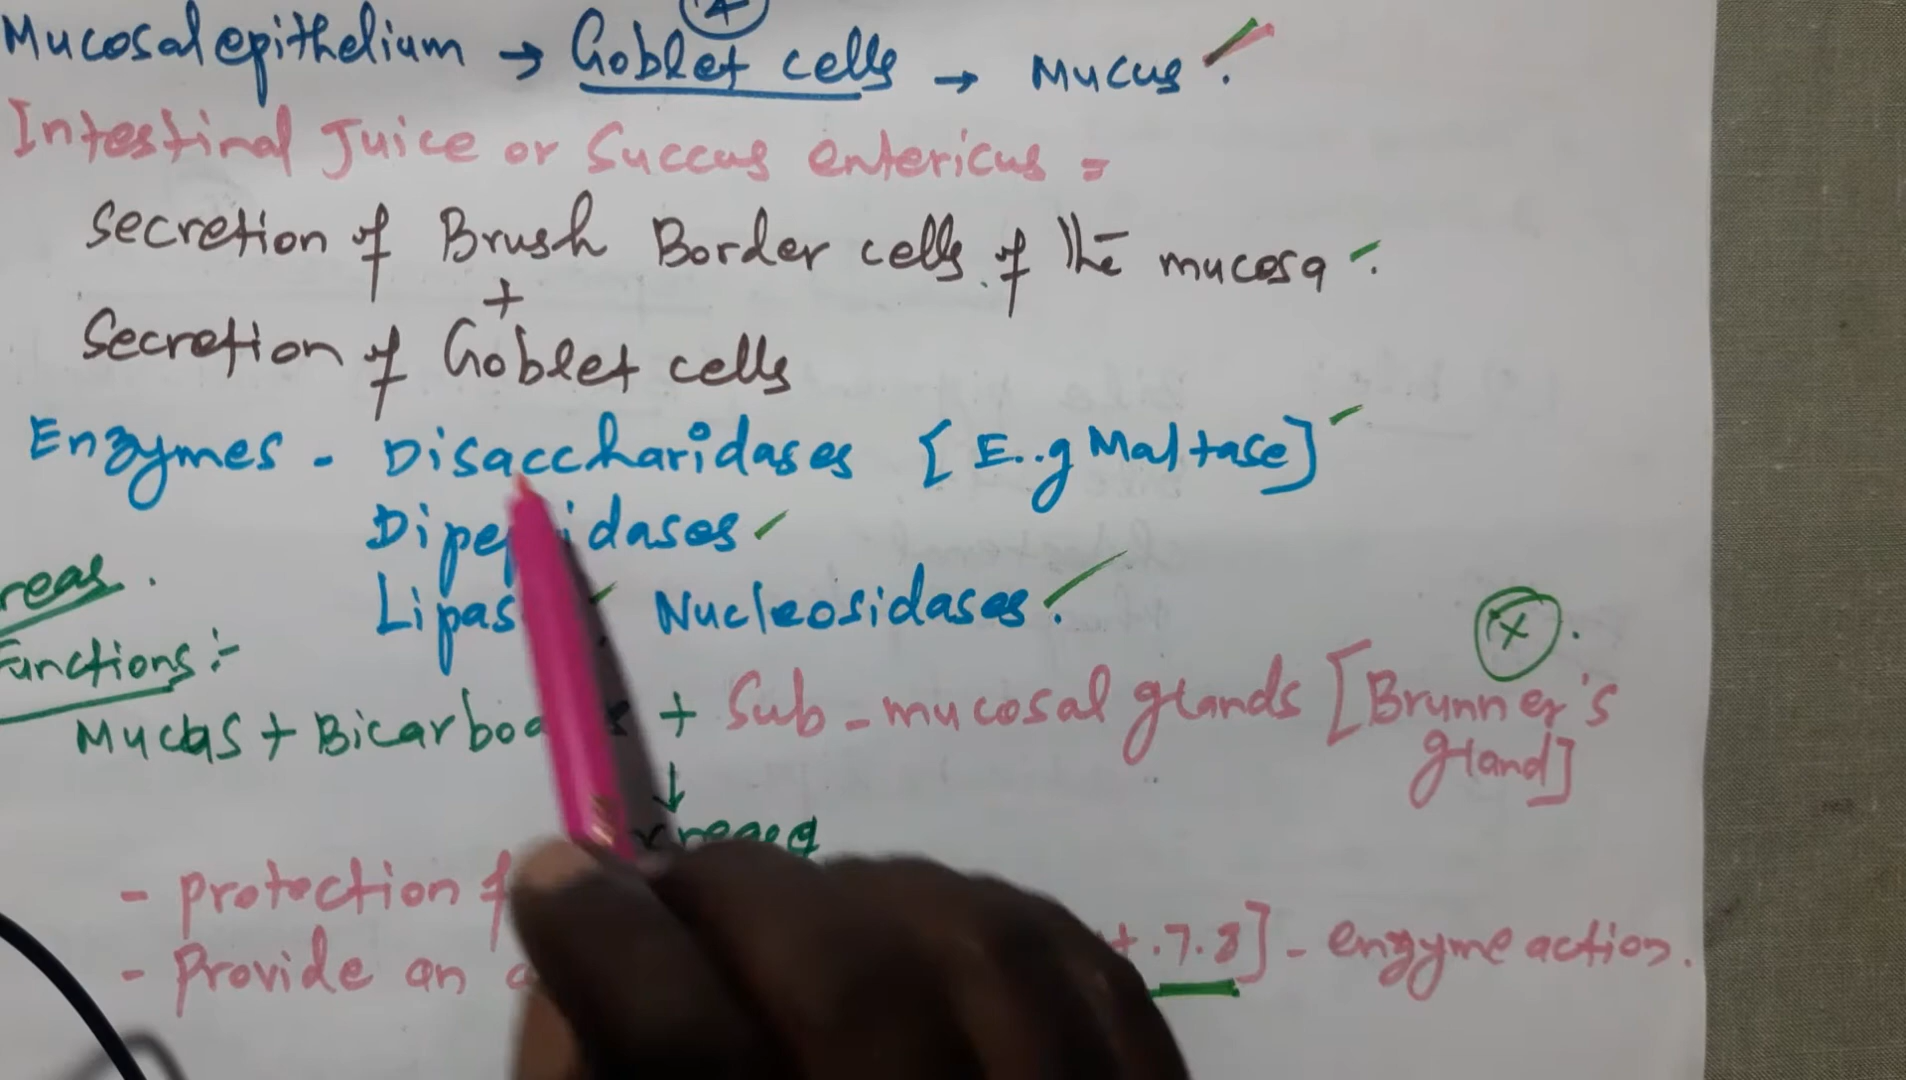 4
Mucosal epithelium → Goblet cells → Mucus.
Intestinal Juice or Succus entericus =
Secretion of Brush Border cells of the mucosa.
+
Secretion of Goblet cells
Enzymes - Disaccharidases [E..g Maltase]
Dipe idases
Lipas Nucleosidases.
reas.
Functions :-
x.
Mucus + Bicarbo s + Sub-mucosal glands [Brunner's
gland]
↓
- protection of
- Provide an 7.8] - enzyme action.